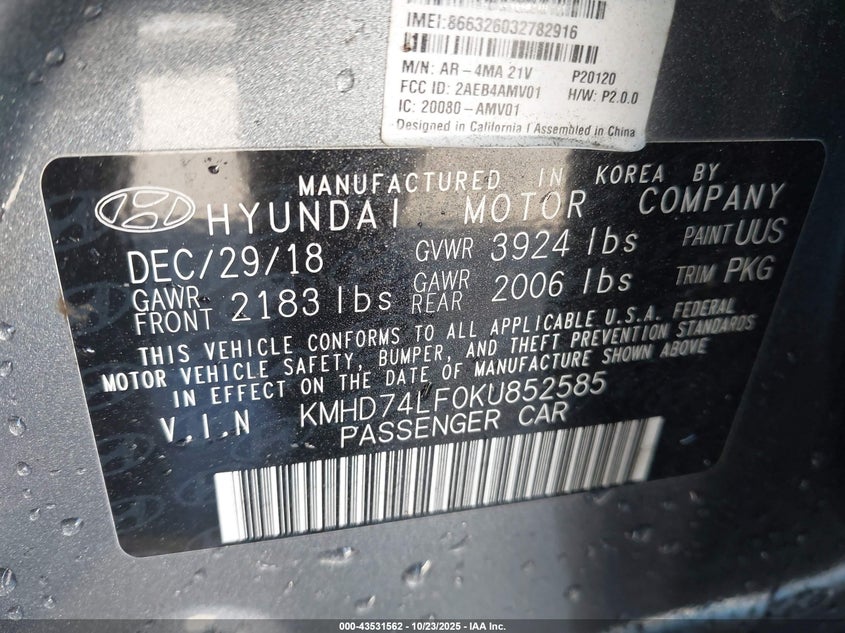 IMEI:866326032782916
L1
M/N: AR-4MA 21V P20120
FCC ID: 2AEB4AMV01 H/W: P2.0.0
IC: 20080-AMV01
Designed in California | Assembled in China
MANUFACTURED IN KOREA BY
HYUNDAI MOTOR COMPANY
DEC/29/18 GVWR 3924 lbs PAINT UUS
GAWR FRONT 2183 lbs GAWR REAR 2006 lbs TRIM PKG
THIS VEHICLE CONFORMS TO ALL APPLICABLE U.S.A. FEDERAL
MOTOR VEHICLE SAFETY, BUMPER, AND THEFT PREVENTION STANDARDS
IN EFFECT ON THE DATE OF MANUFACTURE SHOWN ABOVE
V.I.N KMHD74LF0KU852585
PASSENGER CAR
000-43531562 | 10/23/2025 - IAA Inc.